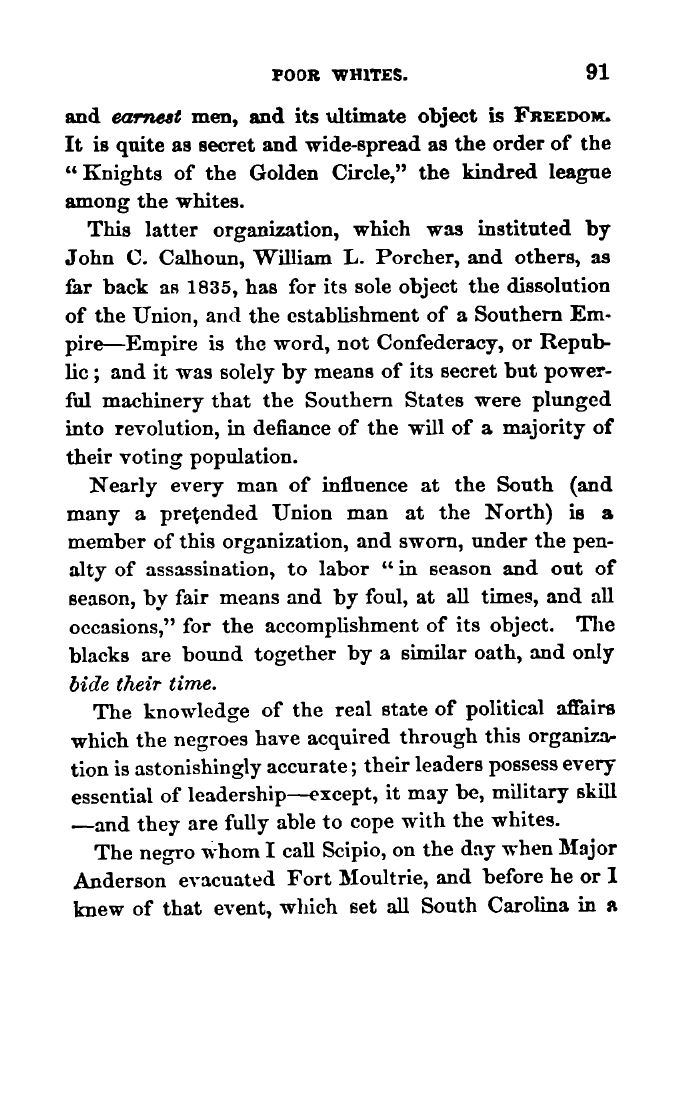 POOR WHITES. 91
and earnest men, and its ultimate object is FREEDOM.
It is quite as secret and wide-spread as the order of the
"Knights of the Golden Circle," the kindred league
among the whites.
This latter organization, which was instituted by
John C. Calhoun, William L. Porcher, and others, as
far back as 1835, has for its sole object the dissolution
of the Union, and the establishment of a Southern Em-
pire—Empire is the word, not Confederacy, or Repub-
lic; and it was solely by means of its secret but power-
ful machinery that the Southern States were plunged
into revolution, in defiance of the will of a majority of
their voting population.
Nearly every man of influence at the South (and
many a pretended Union man at the North) is a
member of this organization, and sworn, under the pen-
alty of assassination, to labor "in season and out of
season, by fair means and by foul, at all times, and all
occasions," for the accomplishment of its object. The
blacks are bound together by a similar oath, and only
bide their time.
The knowledge of the real state of political affairs
which the negroes have acquired through this organiza-
tion is astonishingly accurate; their leaders possess every
essential of leadership—except, it may be, military skill
—and they are fully able to cope with the whites.
The negro whom I call Scipio, on the day when Major
Anderson evacuated Fort Moultrie, and before he or I
knew of that event, which set all South Carolina in a